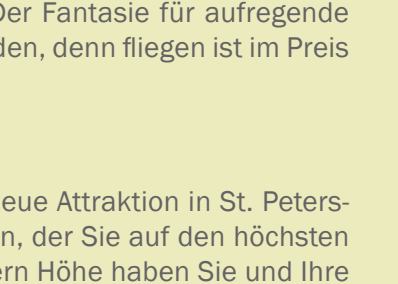 Der Fantasie für aufregende
den, denn fliegen ist im Preis
eue Attraktion in St. Peters-
n, der Sie auf den höchsten
ern Höhe haben Sie und Ihre